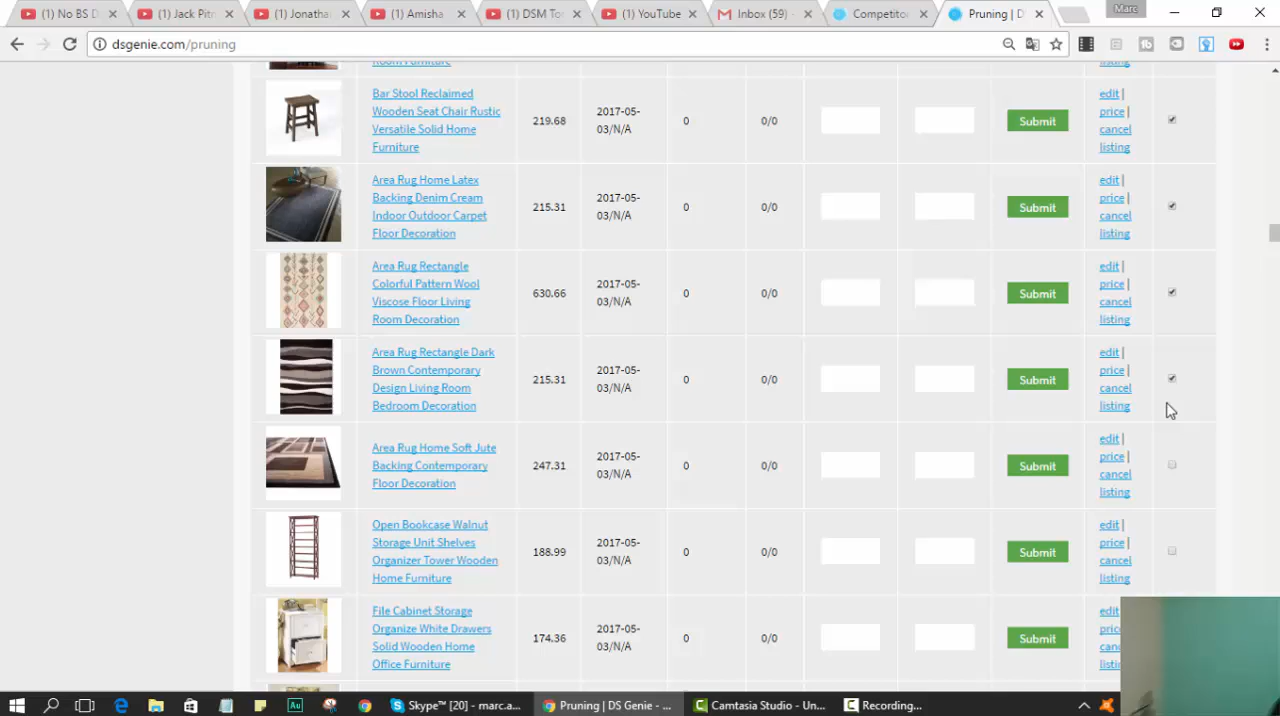 (1) No BS
(1) Jack Pit
(1) Jonatha
(1) Amisha
(1) DSM To
(1) YouTube
Inbox (59) -
Competito
Pruning | D
Marc
dsgenie.com/pruning
Room Furniture
listing
Bar Stool Reclaimed
Wooden Seat Chair Rustic
Versatile Solid Home
Furniture
219.68
2017-05-
03/N/A
0
0/0
Submit
edit |
price |
cancel
listing
Area Rug Home Latex
Backing Denim Cream
Indoor Outdoor Carpet
Floor Decoration
215.31
2017-05-
03/N/A
0
0/0
Submit
edit |
price |
cancel
listing
Area Rug Rectangle
Colorful Pattern Wool
Viscose Floor Living
Room Decoration
630.66
2017-05-
03/N/A
0
0/0
Submit
edit |
price |
cancel
listing
Area Rug Rectangle Dark
Brown Contemporary
Design Living Room
Bedroom Decoration
215.31
2017-05-
03/N/A
0
0/0
Submit
edit |
price |
cancel
listing
Area Rug Home Soft Jute
Backing Contemporary
Floor Decoration
247.31
2017-05-
03/N/A
0
0/0
Submit
edit |
price |
cancel
listing
Open Bookcase Walnut
Storage Unit Shelves
Organizer Tower Wooden
Home Furniture
188.99
2017-05-
03/N/A
0
0/0
Submit
edit |
price |
cancel
listing
File Cabinet Storage
Organize White Drawers
Solid Wooden Home
Office Furniture
174.36
2017-05-
03/N/A
0
0/0
Submit
edit
pric
canc
listi
Au
Skype™ [20] - marc.a...
Pruning | DS Genie - ...
Camtasia Studio - Un...
Recording...